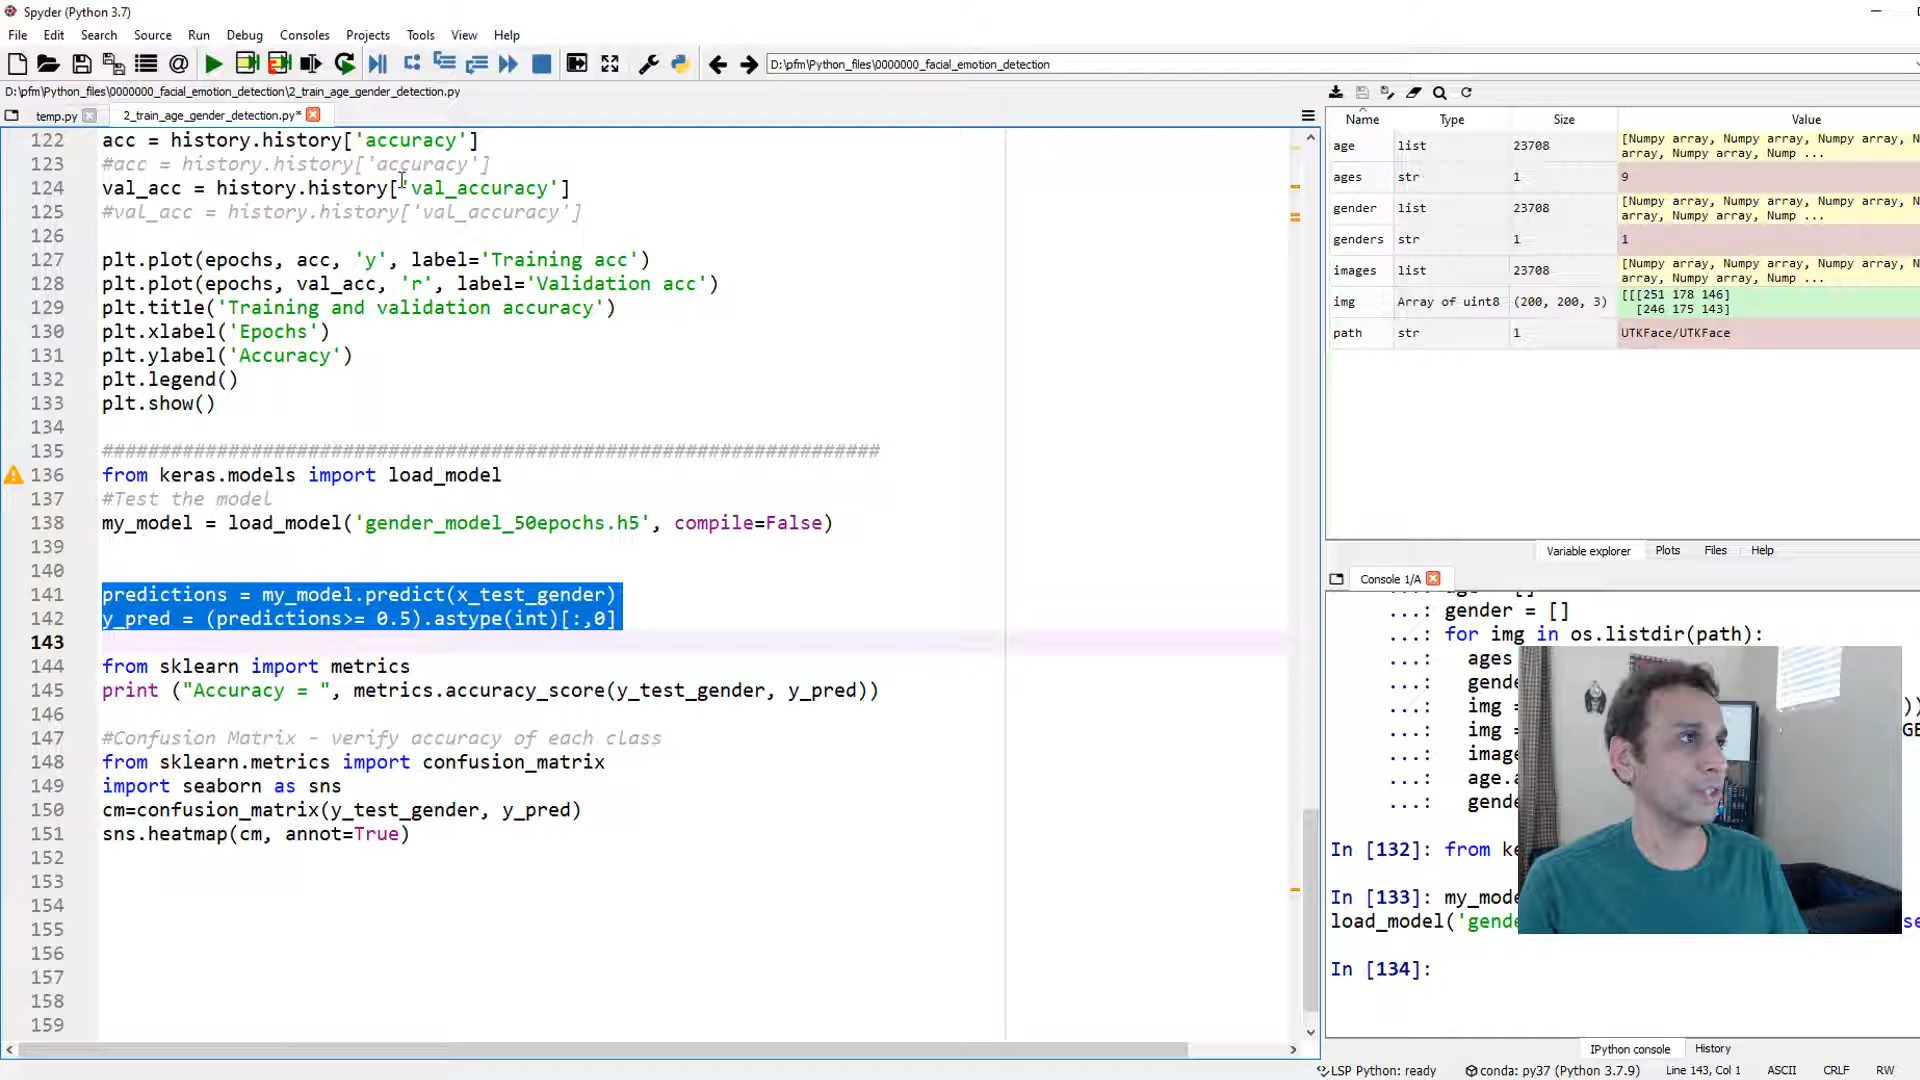 Spyder (Python 3.7)
File Edit Search Source Run Debug Consoles Projects Tools View Help
D:\pfm\Python_files\0000000_facial_emotion_detection
D:\pfm\Python_files\0000000_facial_emotion_detection\2_train_age_gender_detection.py
temp.py
2_train_age_gender_detection.py*
122 acc = history.history['accuracy']
123 #acc = history.history['accuracy']
124 val_acc = history.history['val_accuracy']
125 #val_acc = history.history['val_accuracy']
126
127 plt.plot(epochs, acc, 'y', label='Training acc')
128 plt.plot(epochs, val_acc, 'r', label='Validation acc')
129 plt.title('Training and validation accuracy')
130 plt.xlabel('Epochs')
131 plt.ylabel('Accuracy')
132 plt.legend()
133 plt.show()
134
135 ####################################################################
136 from keras.models import load_model
137 #Test the model
138 my_model = load_model('gender_model_50epochs.h5', compile=False)
139
140
141 predictions = my_model.predict(x_test_gender)
142 y_pred = (predictions>= 0.5).astype(int)[:,0]
143
144 from sklearn import metrics
145 print ("Accuracy = ", metrics.accuracy_score(y_test_gender, y_pred))
146
147 #Confusion Matrix - verify accuracy of each class
148 from sklearn.metrics import confusion_matrix
149 import seaborn as sns
150 cm=confusion_matrix(y_test_gender, y_pred)
151 sns.heatmap(cm, annot=True)
152
153
154
155
156
157
158
159
Name Type Size Value
age list 23708 [Numpy array, Numpy array, Numpy array, N
array, Numpy array, Nump ...
ages str 1 9
gender list 23708 [Numpy array, Numpy array, Numpy array, N
array, Numpy array, Nump ...
genders str 1 1
images list 23708 [Numpy array, Numpy array, Numpy array, N
array, Numpy array, Nump ...
img Array of uint8 (200, 200, 3) [[[251 178 146]
[246 175 143]
path str 1 UTKFace/UTKFace
Variable explorer Plots Files Help
Console 1/A
...: gender = []
...: for img in os.listdir(path):
...: ages
...: gend
...: img =
...: img =
...: imag
...: age.
...: gend
In [132]: from ke
In [133]: my_mod
load_model('gend
In [134]:
IPython console History
LSP Python: ready conda: py37 (Python 3.7.9) Line 143, Col 1 ASCII CRLF RW